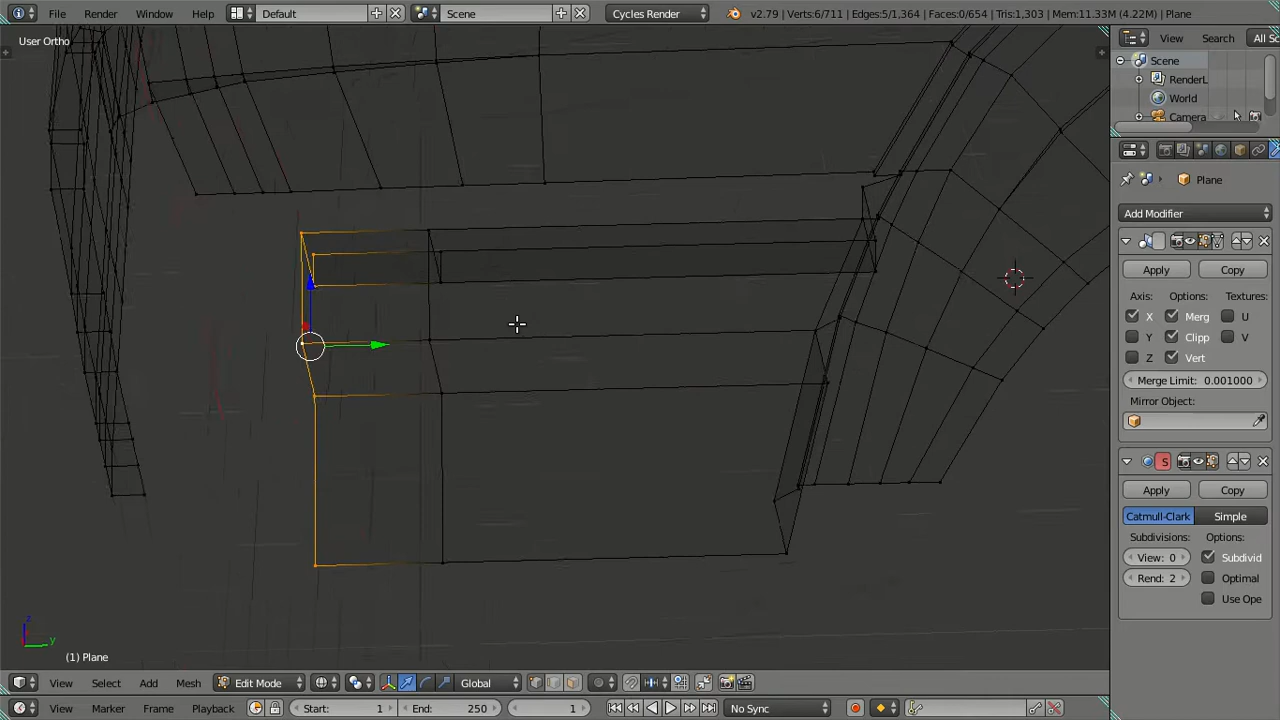 File Render Window Help Default Scene Cycles Render v2.79 | Verts:6/711 | Edges:5/1,364 | Faces:0/654 | Tris:1,303 | Mem:11.33M (4.22M) | Plane
User Ortho
View Search All Sc
Scene
RenderL
World
Camera
Plane
Add Modifier
Apply Copy
Axis: Options: Textures:
X Merg U
Y Clipp V
Z Vert
Merge Limit: 0.001000
Mirror Object:
S
Apply Copy
Catmull-Clark Simple
Subdivisions: Options:
View: 0 Subdivid
Rend: 2 Optimal
Use Ope
z
y
(1) Plane
View Select Add Mesh Edit Mode Global
View Marker Frame Playback Start: 1 End: 250 1 No Sync